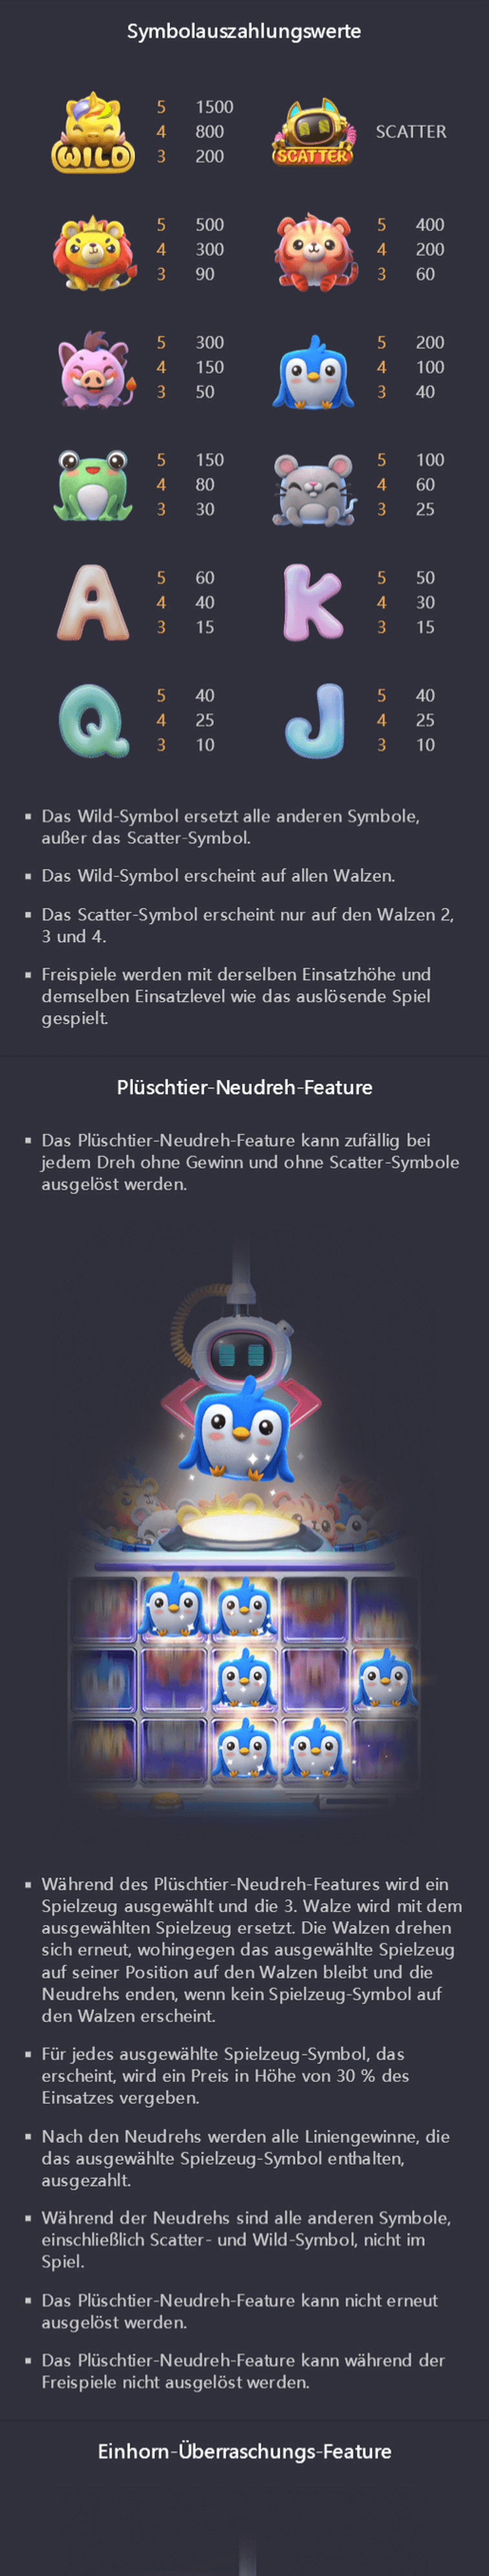 Symbolauszahlungswerte
5 1500
4 800 SCATTER
WILD 3 200 SCATTER
5 500 5 400
4 300 4 200
3 90 3 60
5 300 5 200
4 150 4 100
3 50 3 40
5 150 5 100
4 80 4 60
3 30 3 25
5 60 5 50
A 4 40 K 4 30
3 15 3 15
5 40 5 40
Q 4 25 J 4 25
3 10 3 10
▪ Das Wild-Symbol ersetzt alle anderen Symbole,
außer das Scatter-Symbol.
▪ Das Wild-Symbol erscheint auf allen Walzen.
▪ Das Scatter-Symbol erscheint nur auf den Walzen 2,
3 und 4.
▪ Freispiele werden mit derselben Einsatzhöhe und
demselben Einsatzlevel wie das auslösende Spiel
gespielt.
Plüschtier-Neudreh-Feature
▪ Das Plüschtier-Neudreh-Feature kann zufällig bei
jedem Dreh ohne Gewinn und ohne Scatter-Symbole
ausgelöst werden.
▪ Während des Plüschtier-Neudreh-Features wird ein
Spielzeug ausgewählt und die 3. Walze wird mit dem
ausgewählten Spielzeug ersetzt. Die Walzen drehen
sich erneut, wohingegen das ausgewählte Spielzeug
auf seiner Position auf den Walzen bleibt und die
Neudrehs enden, wenn kein Spielzeug-Symbol auf
den Walzen erscheint.
▪ Für jedes ausgewählte Spielzeug-Symbol, das
erscheint, wird ein Preis in Höhe von 30 % des
Einsatzes vergeben.
▪ Nach den Neudrehs werden alle Liniengewinne, die
das ausgewählte Spielzeug-Symbol enthalten,
ausgezahlt.
▪ Während der Neudrehs sind alle anderen Symbole,
einschließlich Scatter- und Wild-Symbol, nicht im
Spiel.
▪ Das Plüschtier-Neudreh-Feature kann nicht erneut
ausgelöst werden.
▪ Das Plüschtier-Neudreh-Feature kann während der
Freispiele nicht ausgelöst werden.
Einhorn-Überraschungs-Feature